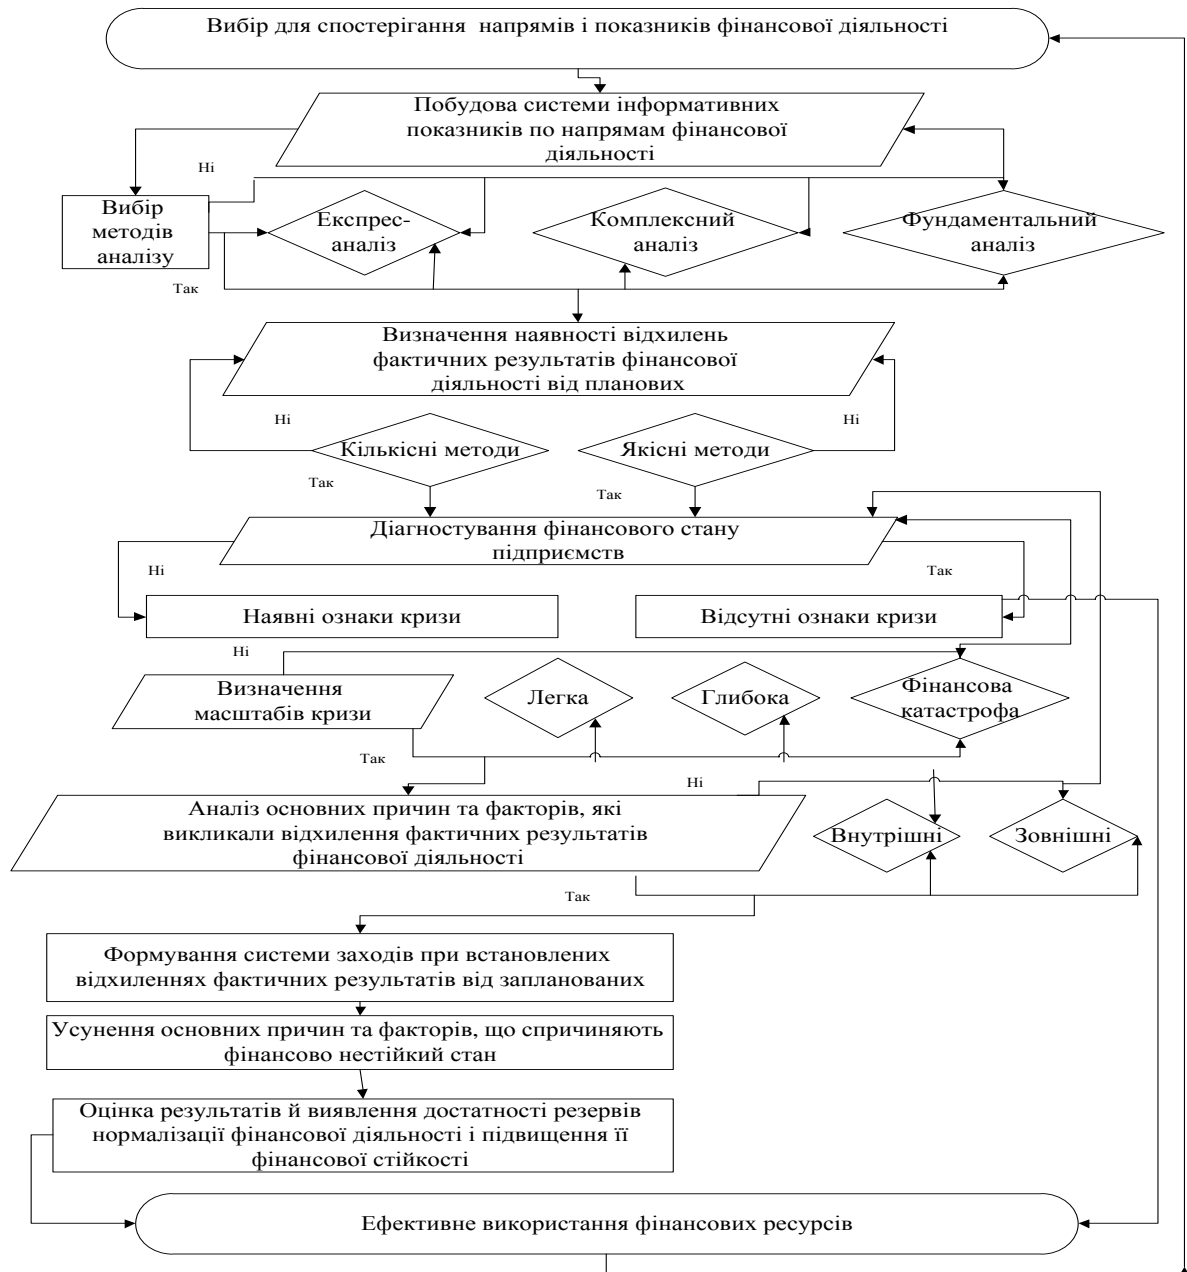 Вибір для спостерігання напрямів і показників фінансової діяльності
Побудова системи інформативних
показників по напрямам фінансової
діяльності
Ні
Вибір
методів
аналізу
Експрес-
аналіз
Комплексний
аналіз
Фундаментальний
аналіз
Так
Визначення наявності відхилень
фактичних результатів фінансової
діяльності від планових
Ні
Ні
Кількісні методи
Якісні методи
Так
Так
Діагностування фінансового стану
підприємств
Ні
Так
Наявні ознаки кризи
Відсутні ознаки кризи
Ні
Визначення
масштабів кризи
Легка
Глибока
Фінансова
катастрофа
Так
Ні
Аналіз основних причин та факторів, які
викликали відхилення фактичних результатів
фінансової діяльності
Внутрішні
Зовнішні
Так
Формування системи заходів при встановлених
відхиленнях фактичних результатів від запланованих
Усунення основних причин та факторів, що спричиняють
фінансово нестійкий стан
Оцінка результатів й виявлення достатності резервів
нормалізації фінансової діяльності і підвищення її
фінансової стійкості
Ефективне використання фінансових ресурсів